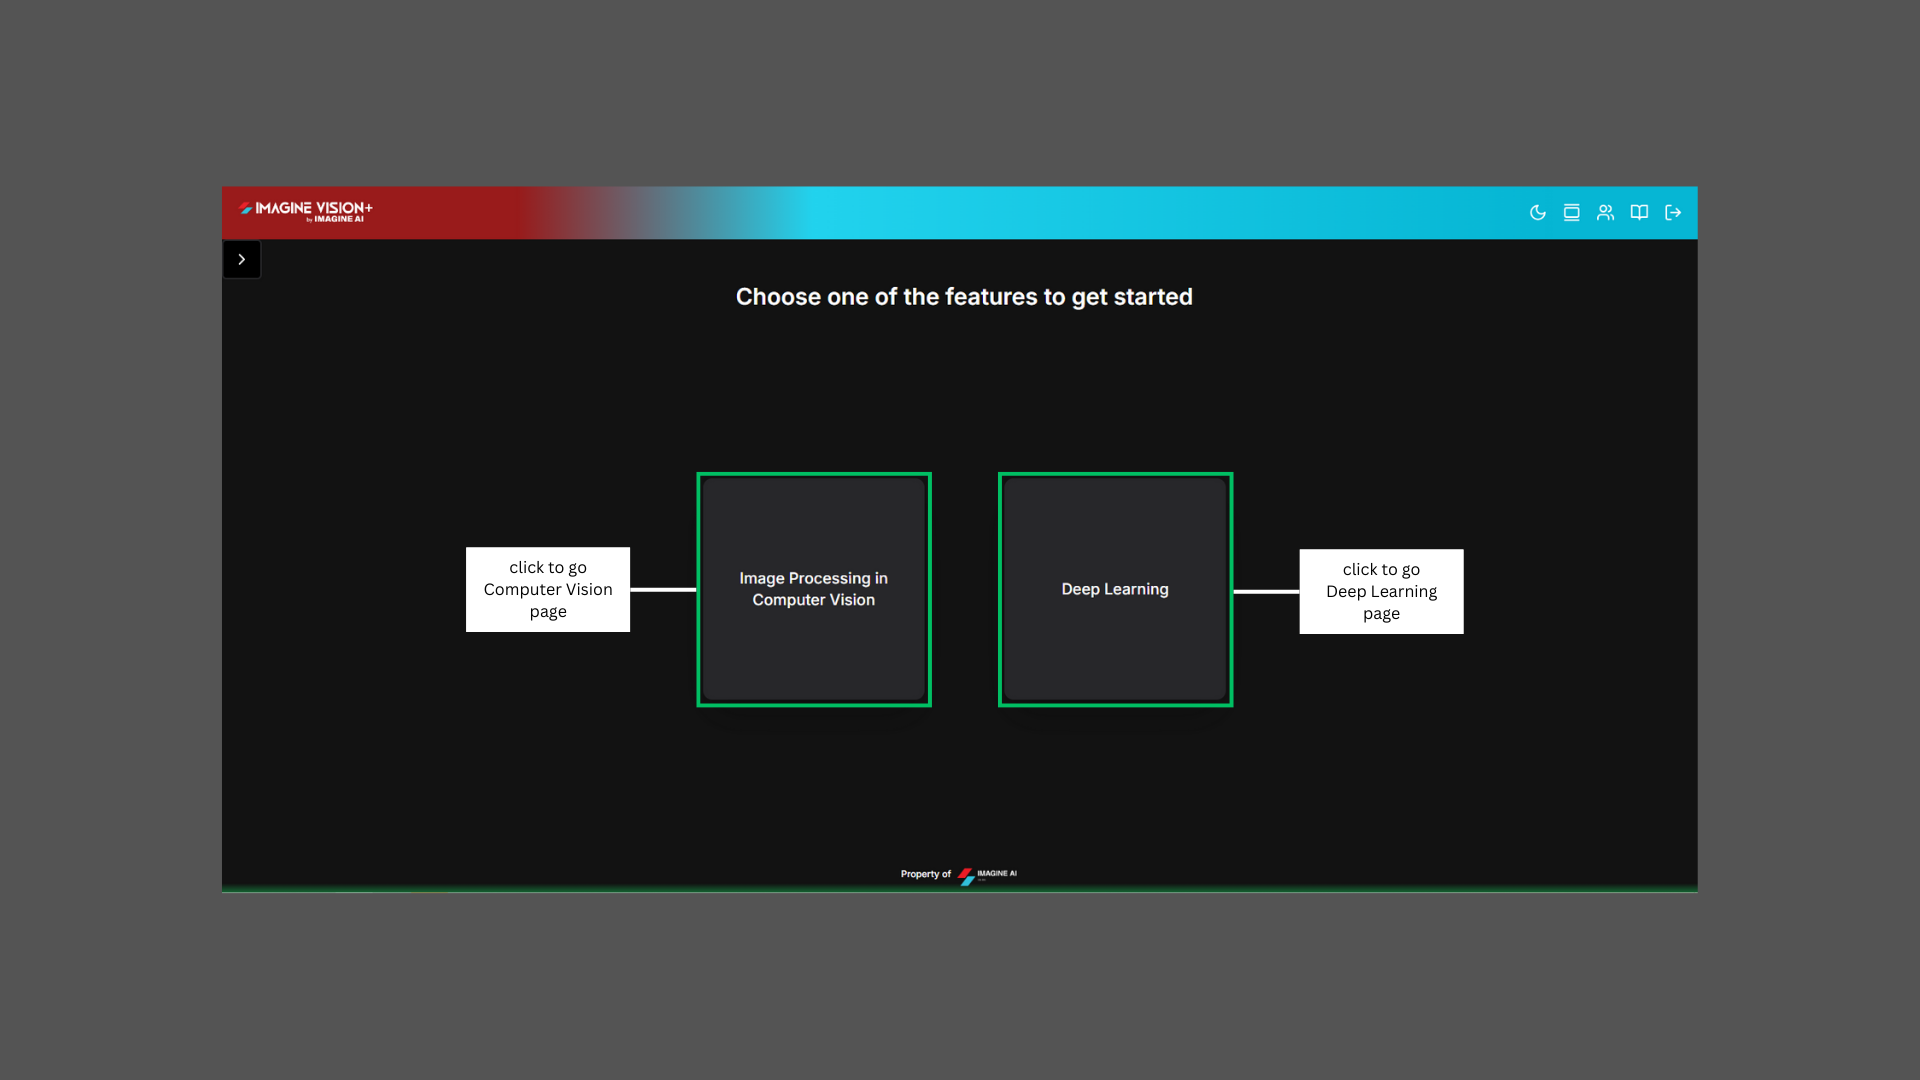 IMAGINE VISION+
by IMAGINE AI
Choose one of the features to get started
click to go
Computer Vision
page
Image Processing in
Computer Vision
Deep Learning
click to go
Deep Learning
page
Property of IMAGINE AI